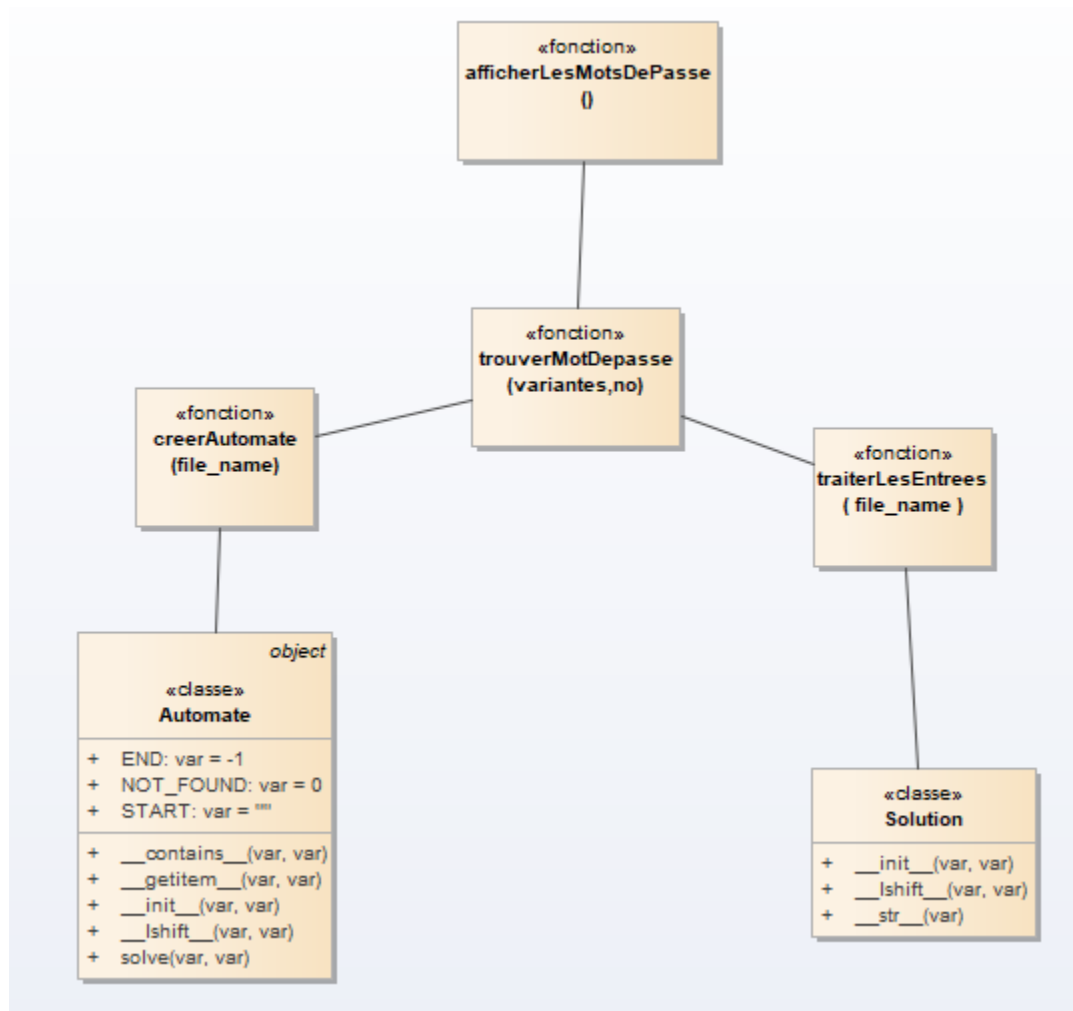 «fonction»
afficherLesMotsDePasse
()
«fonction»
trouverMotDepasse
(variantes,no)
«fonction»
creerAutomate
(file_name)
«fonction»
traiterLesEntrees
( file_name )
object
«classe»
Automate
+ END: var = -1
+ NOT_FOUND: var = 0
+ START: var = ""
+ __contains__(var, var)
+ __getitem__(var, var)
+ __init__(var, var)
+ __lshift__(var, var)
+ solve(var, var)
«classe»
Solution
+ __init__(var, var)
+ __lshift__(var, var)
+ __str__(var)